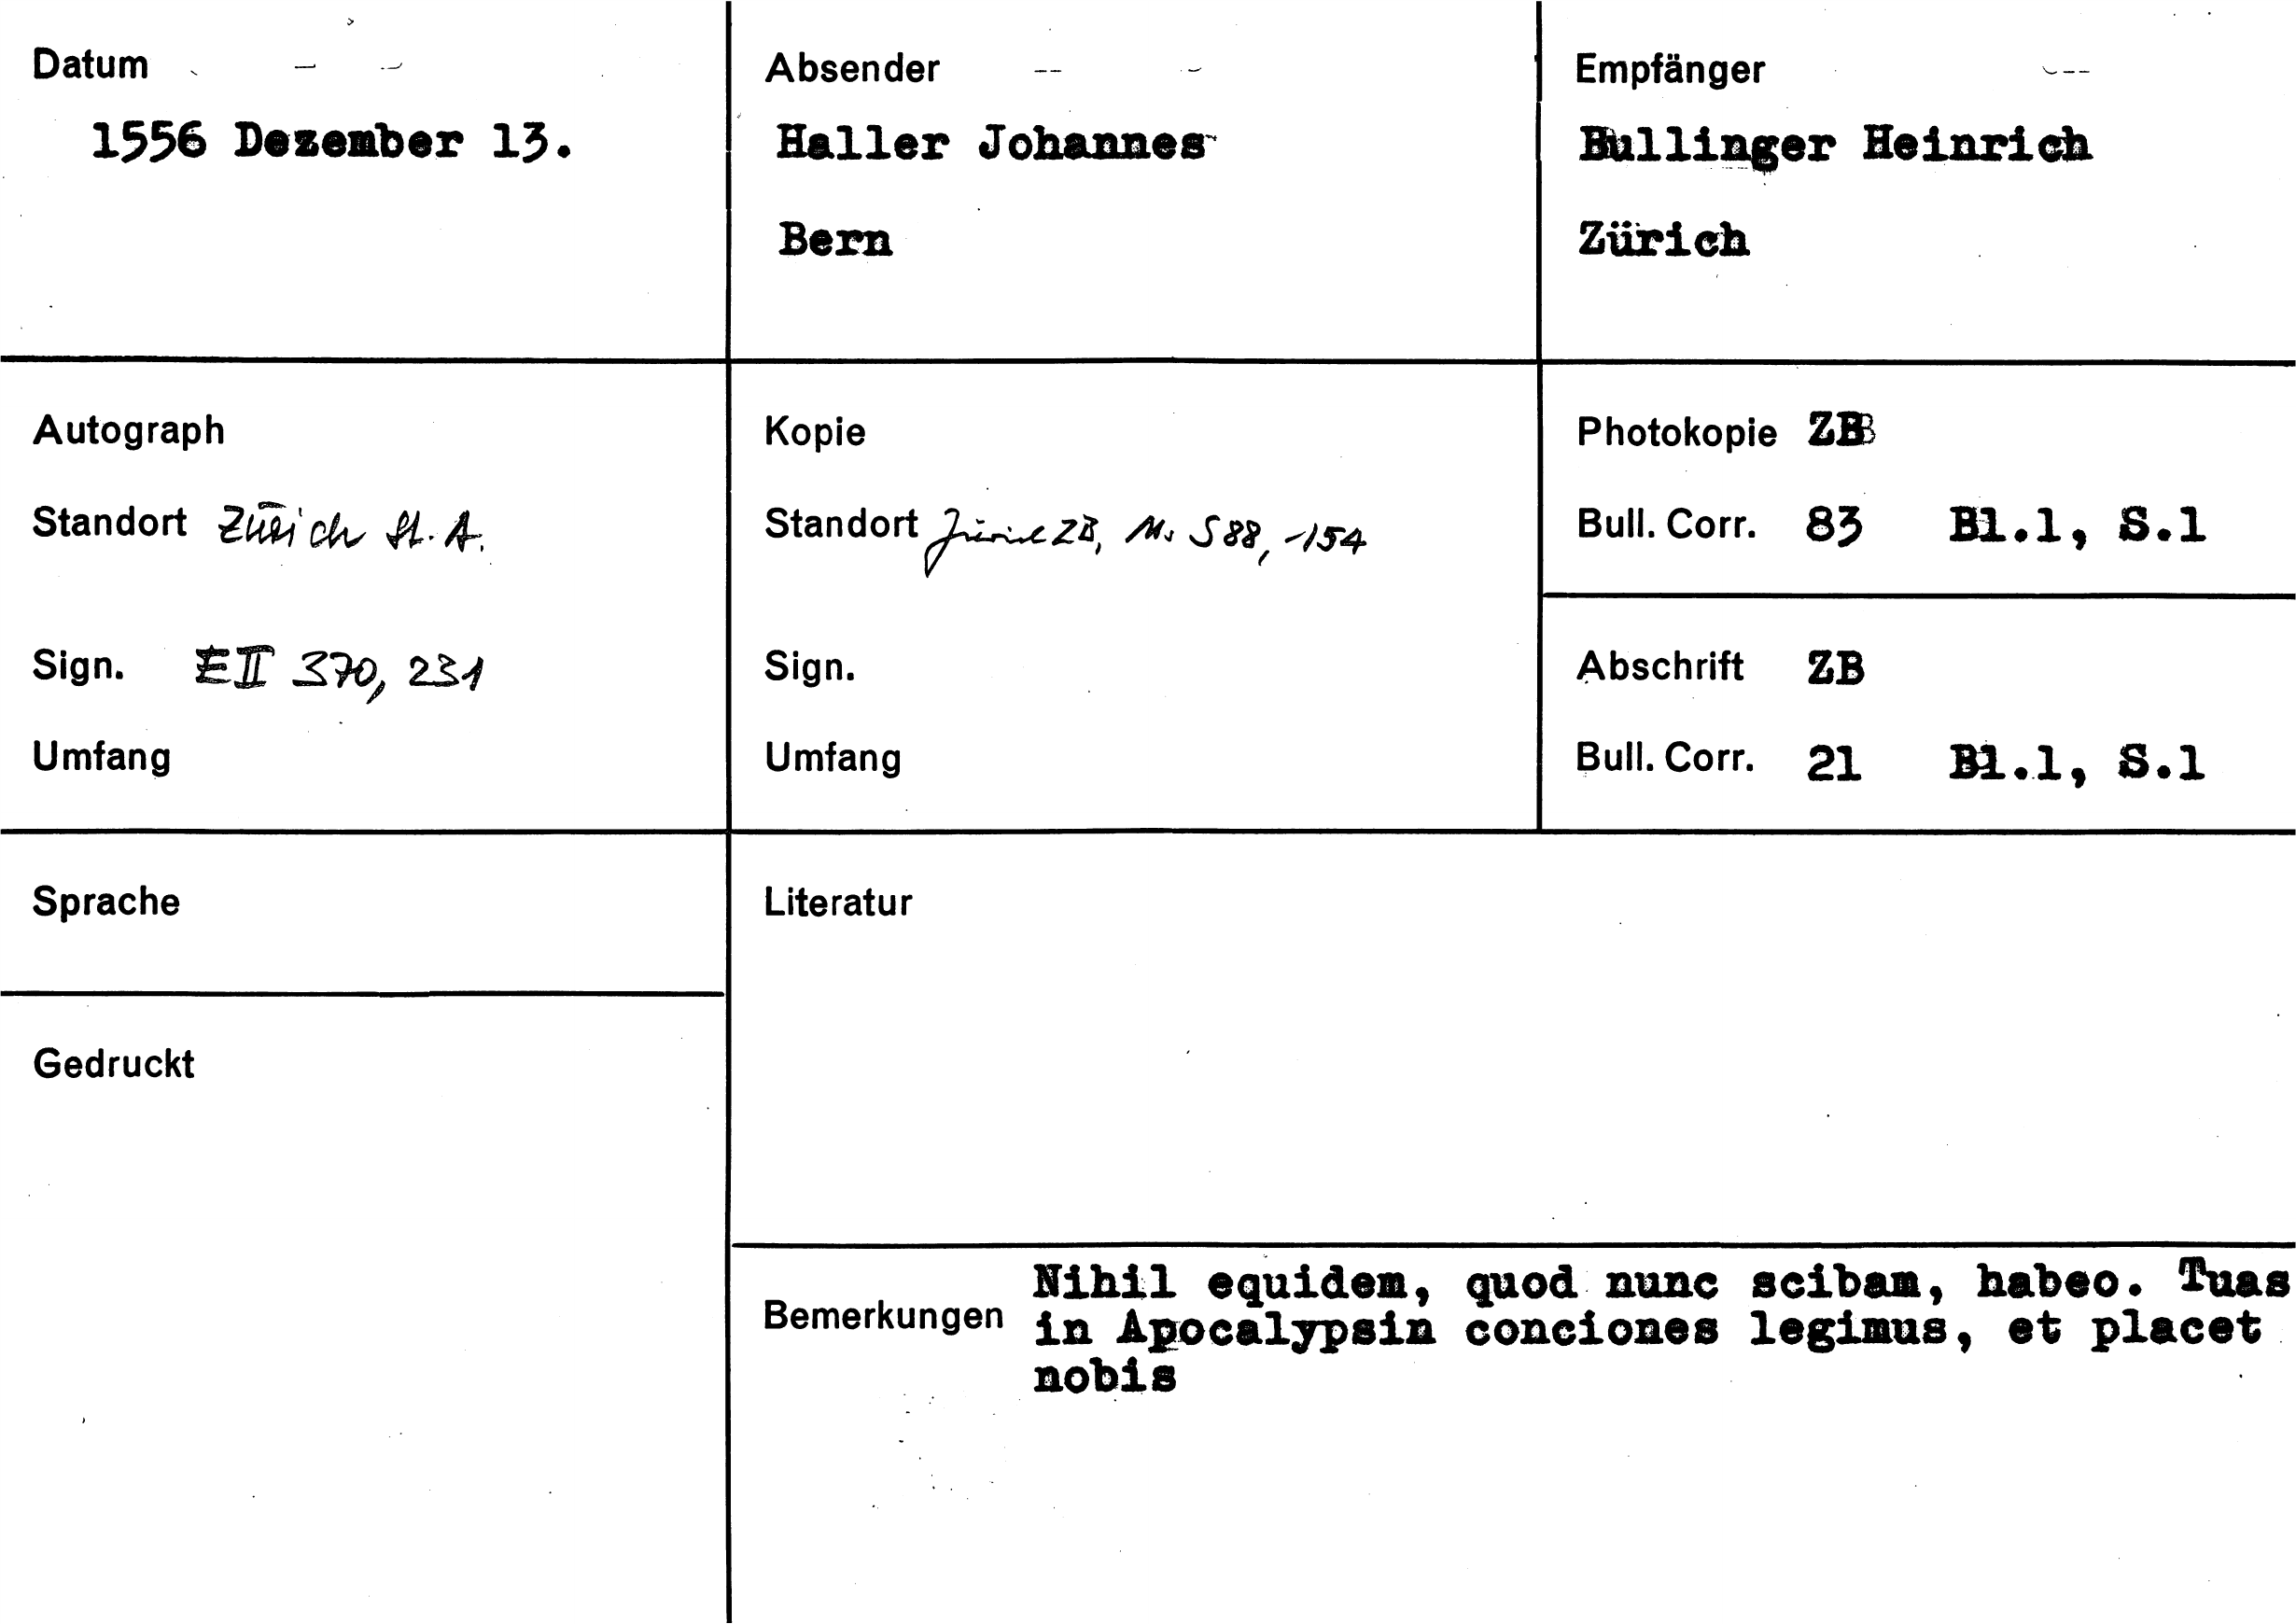 Datum
1556 Dezember 13.
Absender
Haller Johannes
Bern
Empfänger
Bullinger Heinrich
Zürich
Autograph
Standort Zürich St. A.
Sign. E II 370, 231
Umfang
Kopie
Standort Zürich ZB, Ms S 88, 154
Sign.
Umfang
Photokopie ZB
Bull. Corr. 83 Bl.1, S.1
Abschrift ZB
Bull. Corr. 21 Bl.1, S.1
Sprache
Gedruckt
Literatur
Bemerkungen
Nihil equidem, quod nunc scibam, habeo. Tuas
in Apocalypsin conciones legimus, et placet
nobis